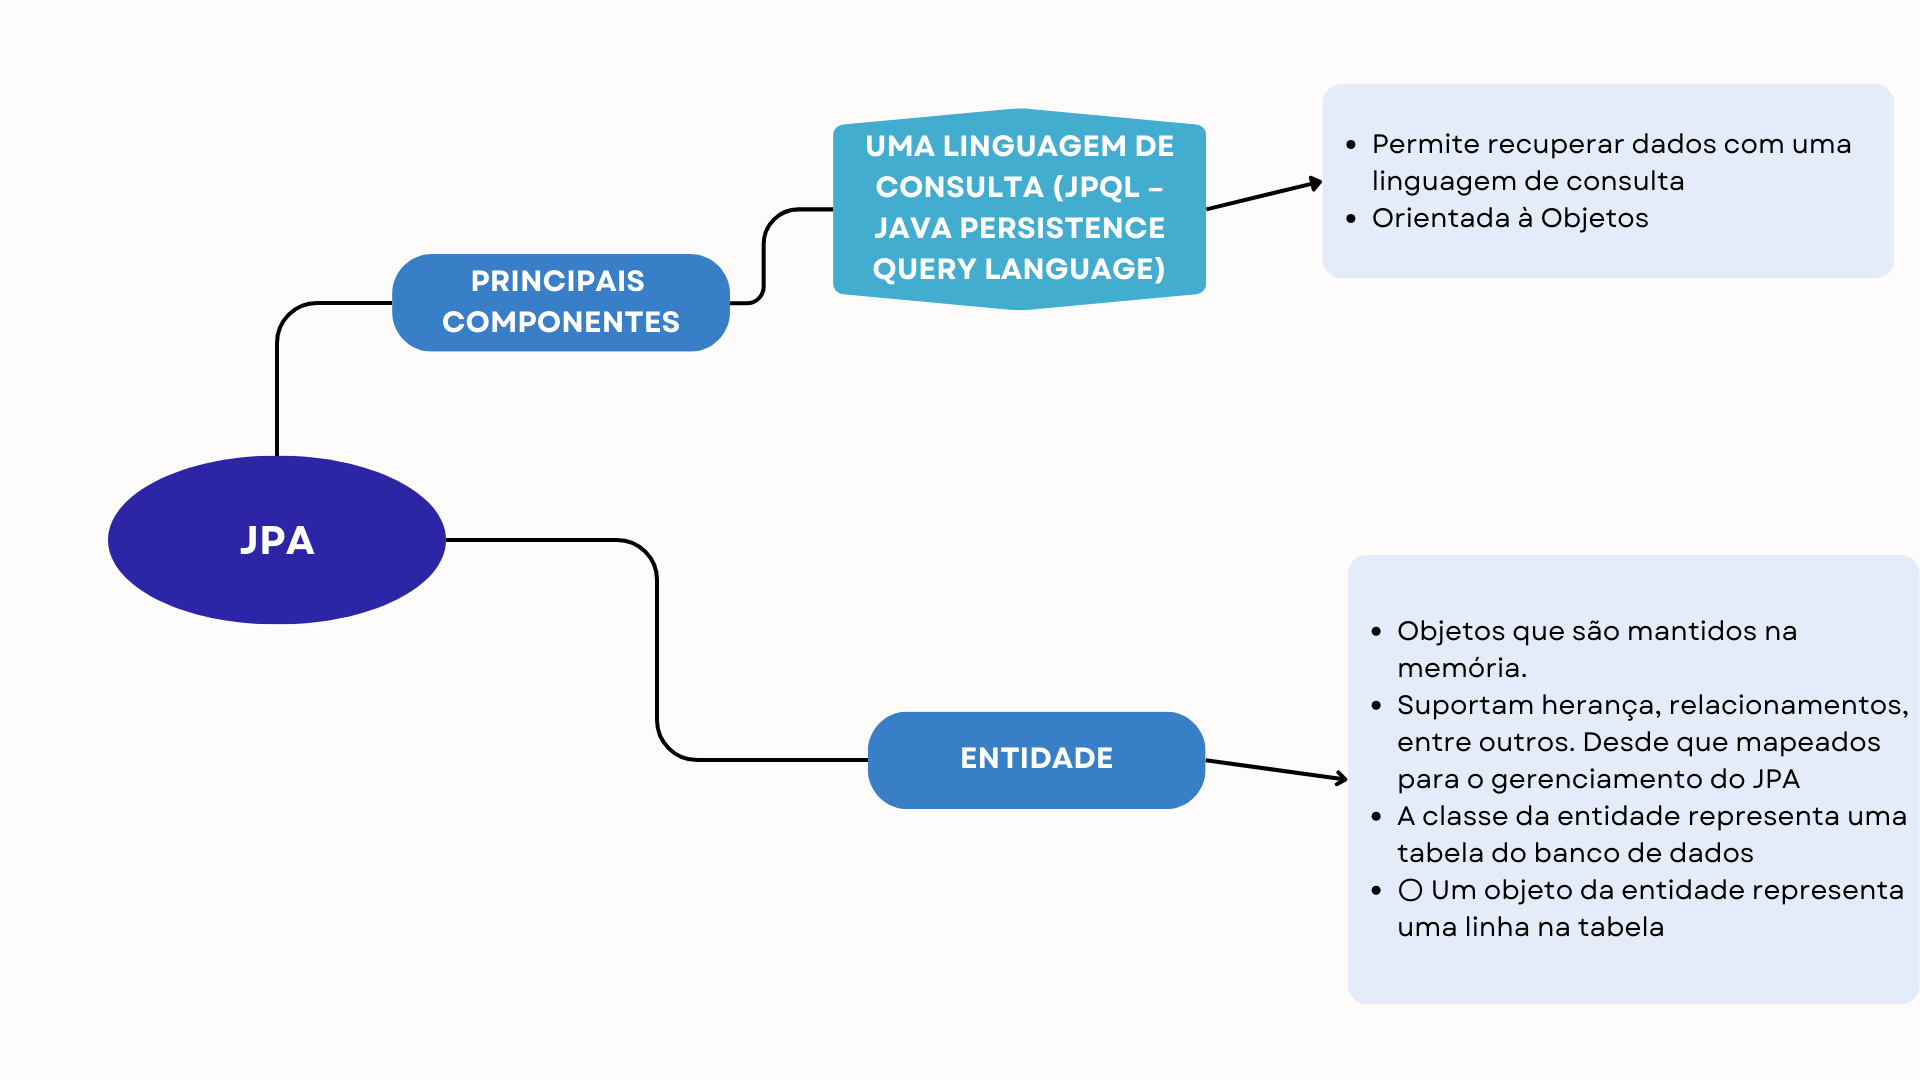 UMA LINGUAGEM DE
CONSULTA (JPQL –
JAVA PERSISTENCE
QUERY LANGUAGE)
• Permite recuperar dados com uma
linguagem de consulta
• Orientada à Objetos
PRINCIPAIS
COMPONENTES
JPA
ENTIDADE
• Objetos que são mantidos na
memória.
• Suportam herança, relacionamentos,
entre outros. Desde que mapeados
para o gerenciamento do JPA
• A classe da entidade representa uma
tabela do banco de dados
• ○ Um objeto da entidade representa
uma linha na tabela